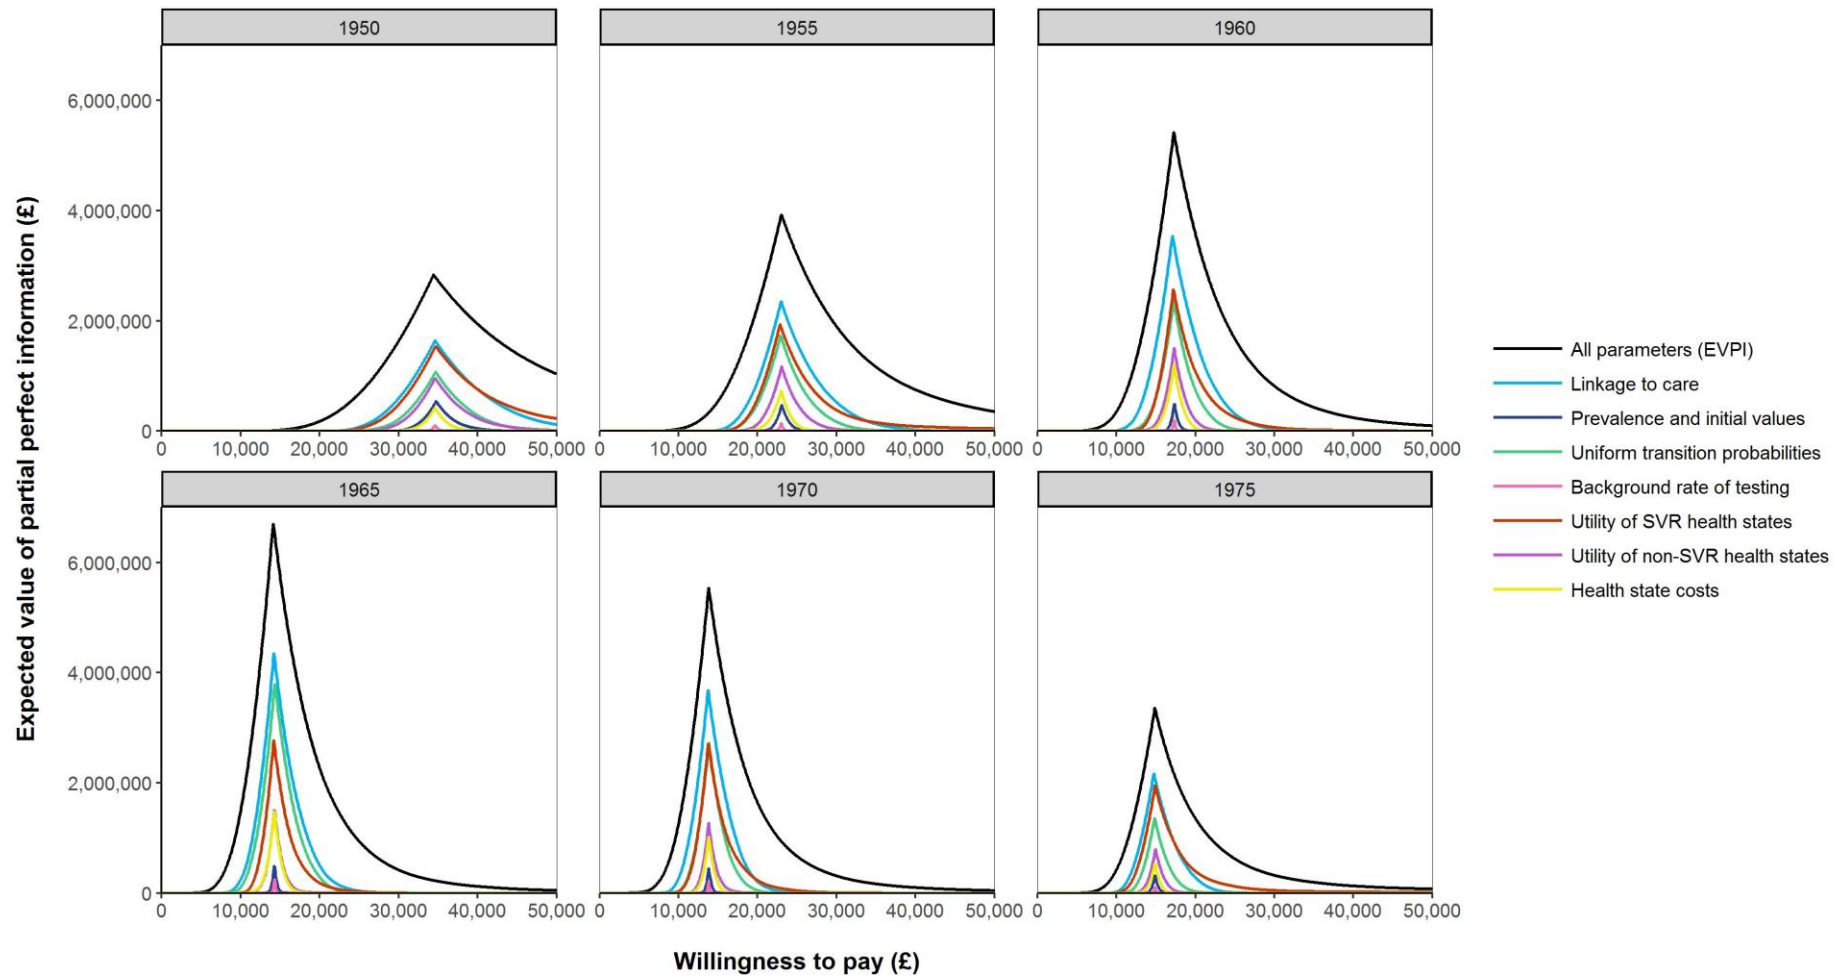 1950
1955
1960
Expected value of partial perfect information (£)
6,000,000
4,000,000
2,000,000
0
0 10,000 20,000 30,000 40,000 50,000
0 10,000 20,000 30,000 40,000 50,000
0 10,000 20,000 30,000 40,000 50,000
1965
1970
1975
6,000,000
4,000,000
2,000,000
0
0 10,000 20,000 30,000 40,000 50,000
0 10,000 20,000 30,000 40,000 50,000
0 10,000 20,000 30,000 40,000 50,000
Willingness to pay (£)
All parameters (EVPI)
Linkage to care
Prevalence and initial values
Uniform transition probabilities
Background rate of testing
Utility of SVR health states
Utility of non-SVR health states
Health state costs